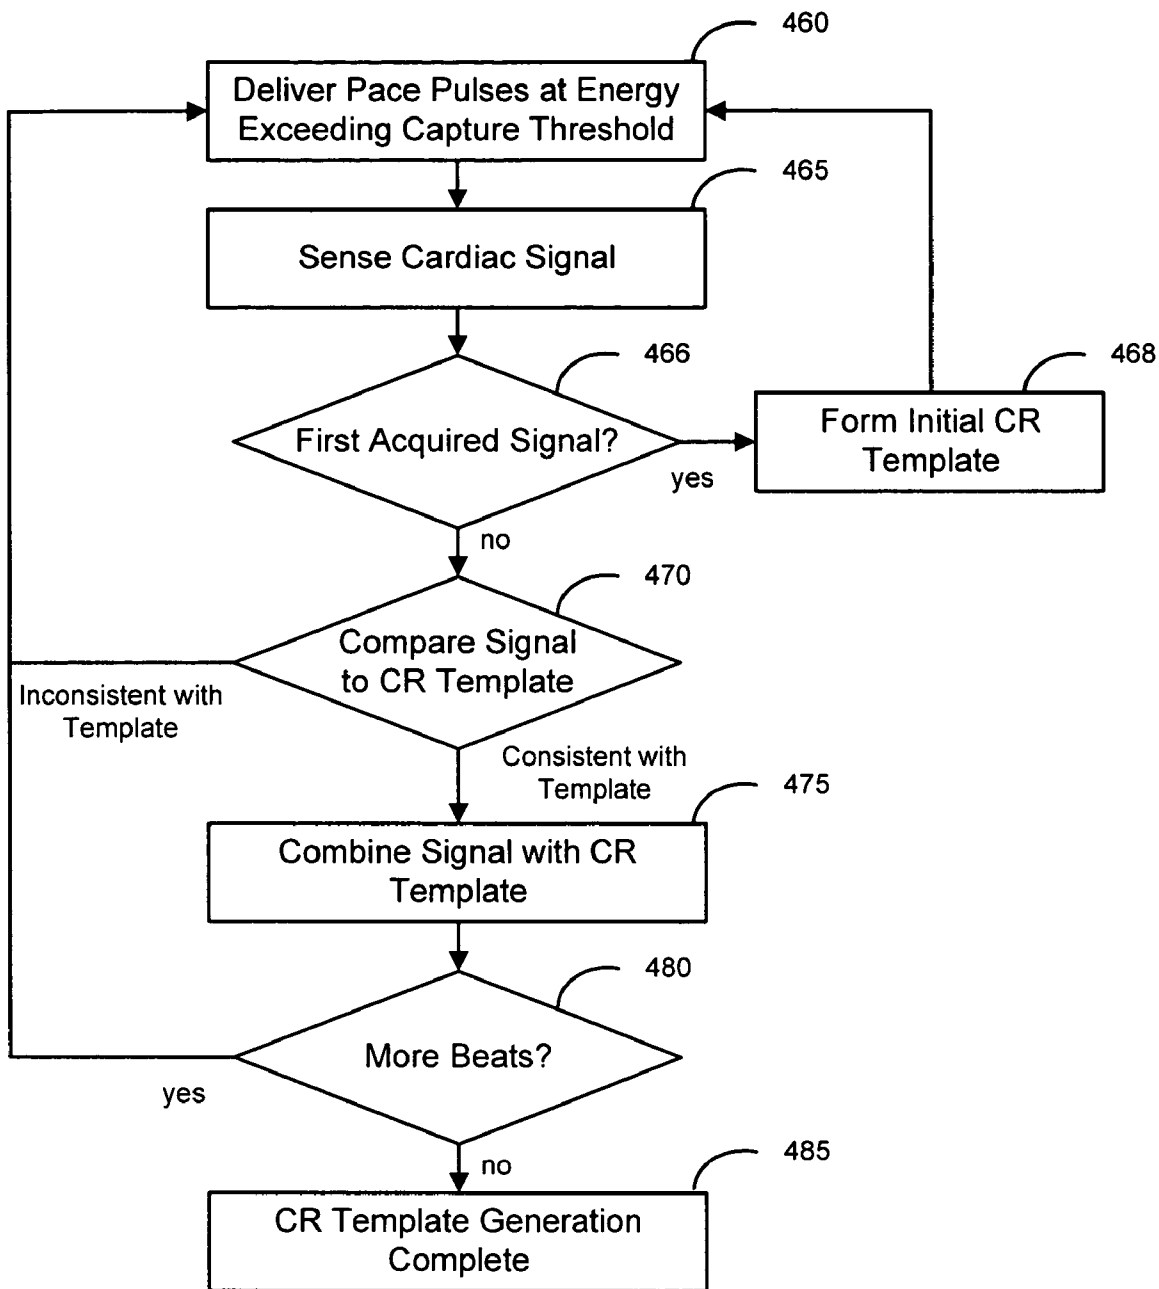 460
Deliver Pace Pulses at Energy
Exceeding Capture Threshold
465
Sense Cardiac Signal
466
First Acquired Signal?
yes
468
Form Initial CR
Template
no
470
Compare Signal
to CR Template
Inconsistent with
Template
Consistent with
Template
475
Combine Signal with CR
Template
480
More Beats?
yes
no
485
CR Template Generation
Complete